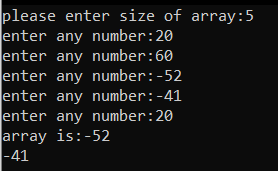 please enter size of array:5
enter any number:20
enter any number:60
enter any number:-52
enter any number:-41
enter any number:20
array is:-52
-41